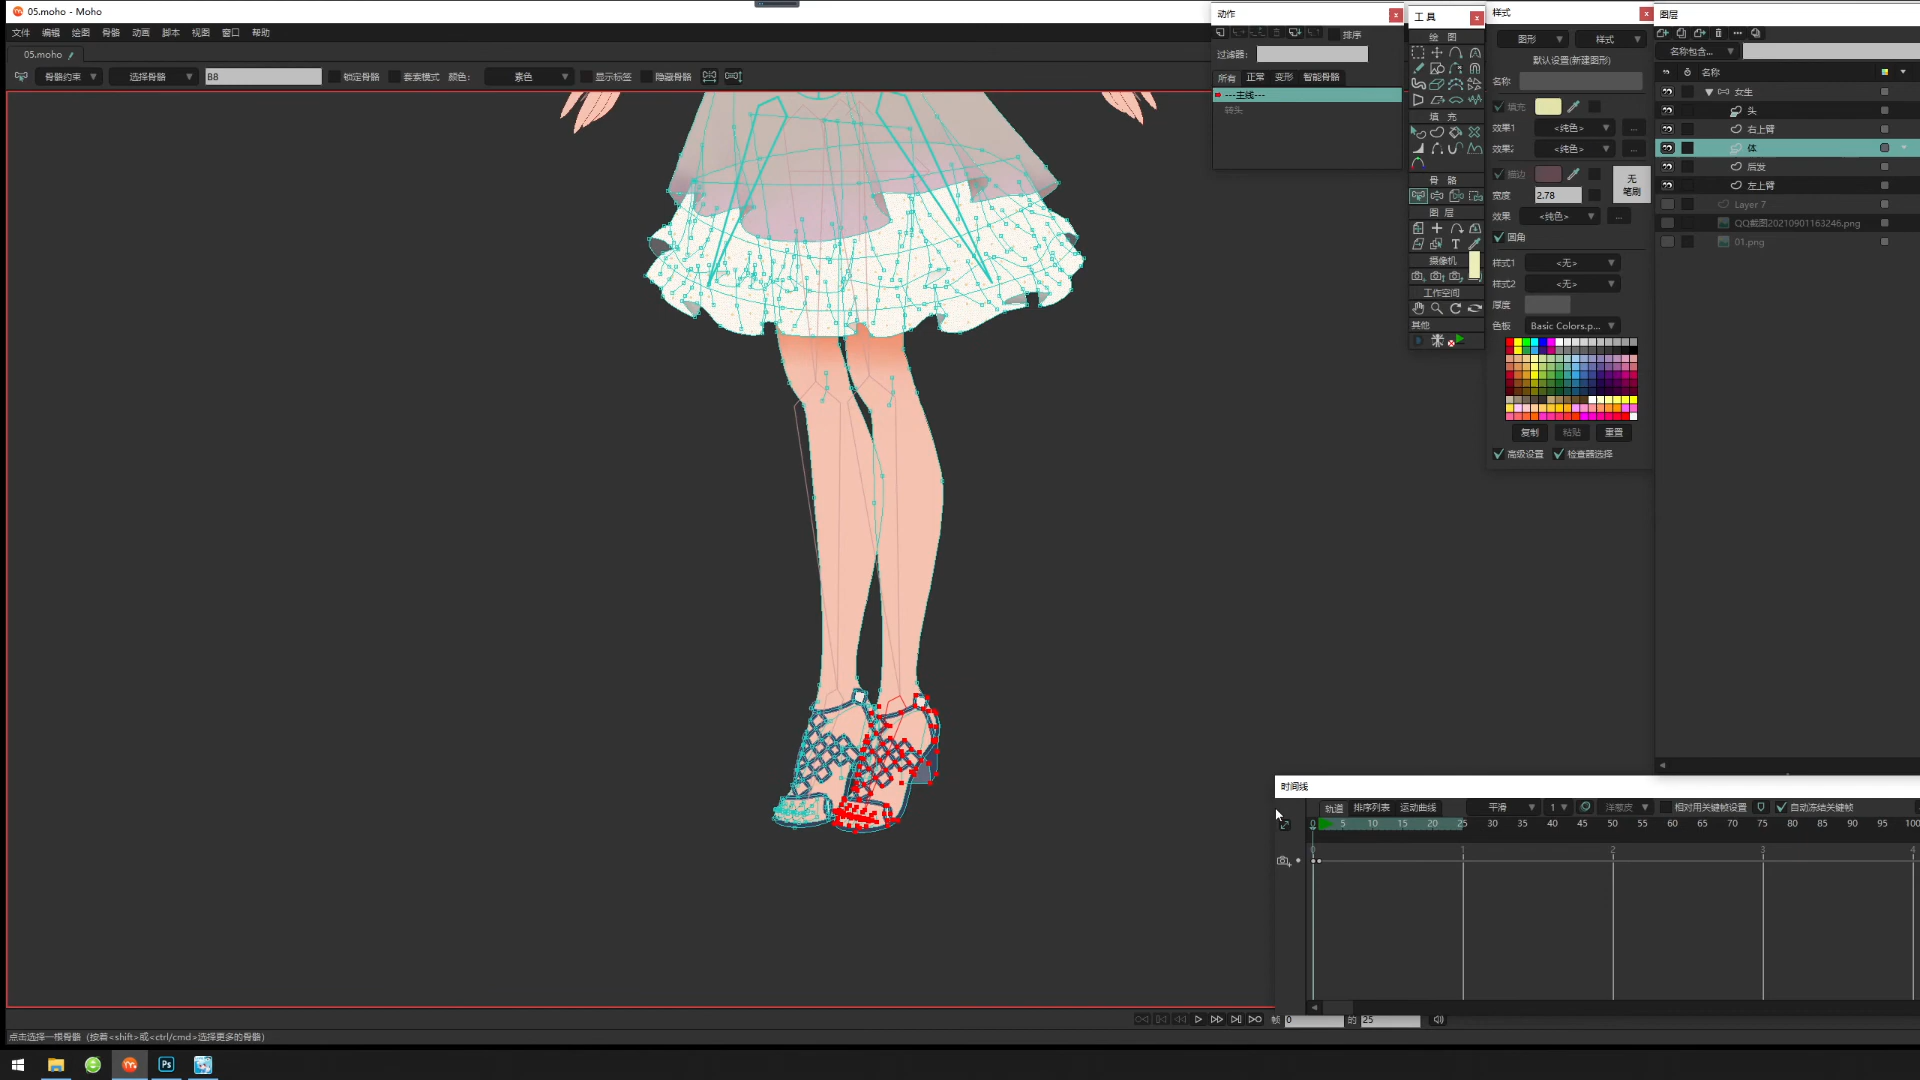 05.moho - Moho
文件 编辑 绘图 骨骼 动画 脚本 视图 窗口 帮助
05.moho
骨骼约束 选择骨骼 B8 锁定骨骼 套索模式 颜色: 素色 显示标签 隐藏骨骼
动作
排序
过滤器:
所有 正常 变形 智能骨骼
---主线---
转头
工具
绘 图
填 充
骨 骼
图 层
摄像机
工作空间
其他
样式
图形 样式
默认设置(新建图形)
名称
填充
效果1 <纯色> ...
效果2 <纯色> ...
描边
宽度 2.78
无
笔刷
效果 <纯色> ...
圆角
样式1 <无>
样式2 <无>
厚度
色板 Basic Colors.p...
复制 粘贴 重置
高级设置 检查器选择
图层
名称包含...
名称
女生
头
右上臂
体
后发
左上臂
Layer 7
QQ截图20210901163246.png
01.png
时间线
轨道 排序列表 运动曲线 平滑 1 洋葱皮 相对用关键帧设置 自动冻结关键帧
0 5 10 15 20 25 30 35 40 45 50 55 60 65 70 75 80 85 90 95 100
0 1 2 3 4
帧 0 的 25
点击选择一根骨骼 (按着<shift>或<ctrl/cmd>选择更多的骨骼)
Ps